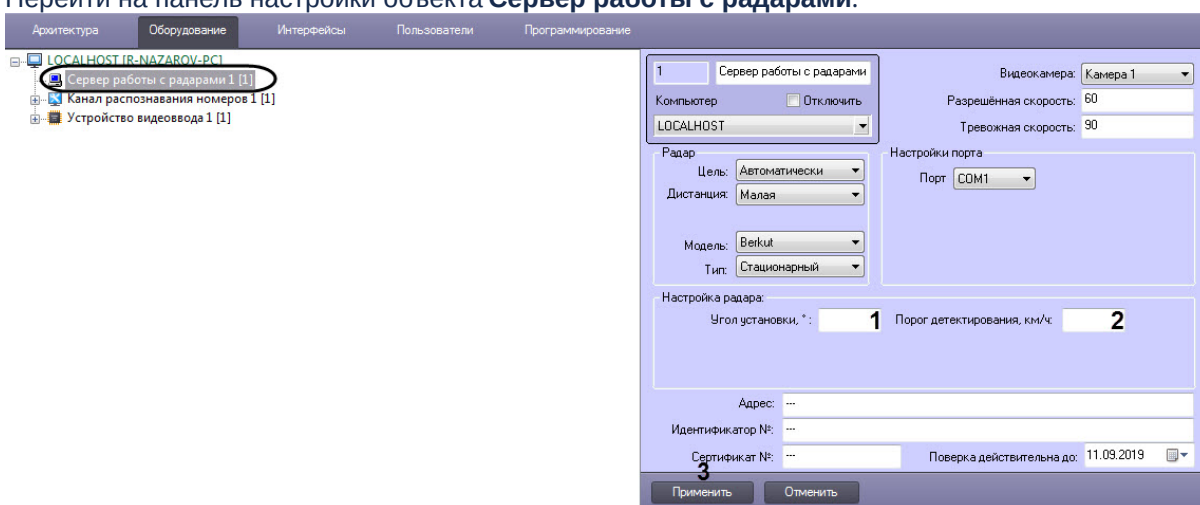 Перейти на панель настройки объекта Сервер работы с радарами.
Архитектура Оборудование Интерфейсы Пользователи Программирование
LOCALHOST [R-NAZAROV-PC]
Сервер работы с радарами 1 [1]
Канал распознавания номеров 1 [1]
Устройство видеоввода 1 [1]
1 Сервер работы с радарами
Компьютер Отключить
LOCALHOST
Видеокамера: Камера 1
Разрешённая скорость: 60
Тревожная скорость: 90
Радар
Цель: Автоматически
Дистанция: Малая
Модель: Berkut
Тип: Стационарный
Настройки порта
Порт COM1
Настройка радара:
Угол установки, ° : 1 Порог детектирования, км/ч: 2
Адрес: ---
Идентификатор №: ---
Сертификат №: --- Поверка действительна до: 11.09.2019
3
Применить Отменить